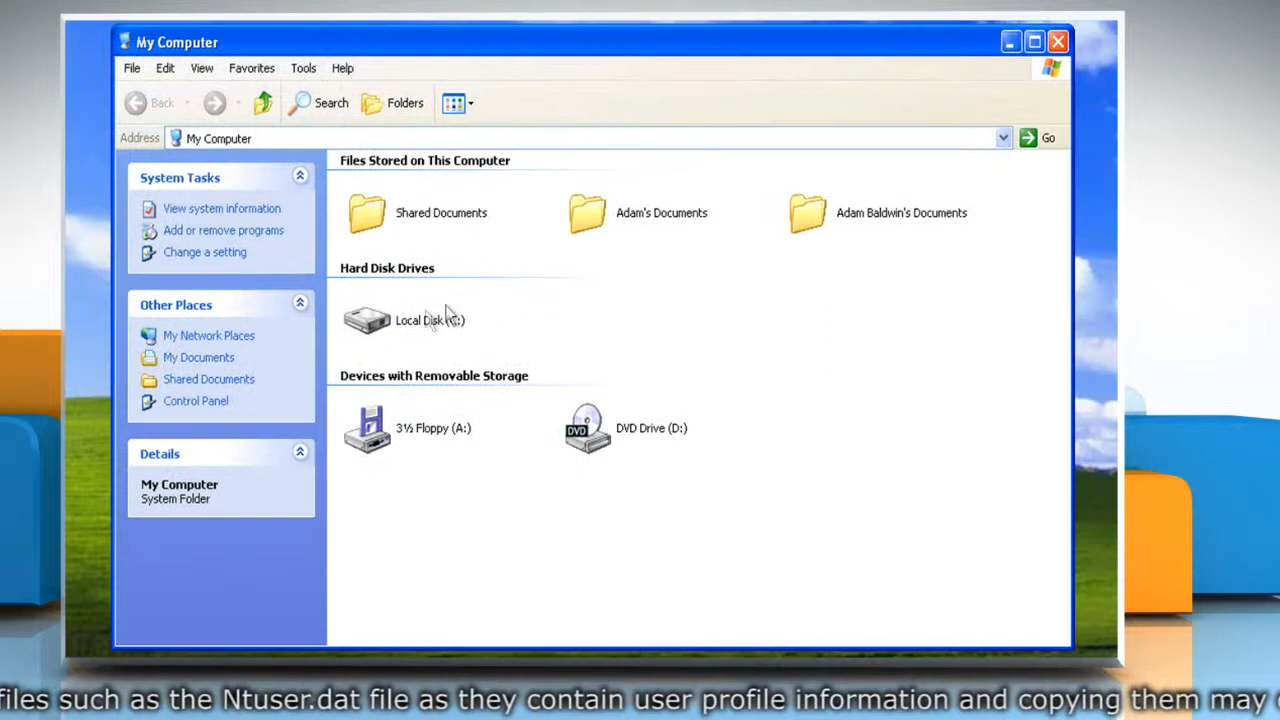 My Computer
File Edit View Favorites Tools Help
Back Search Folders
Address My Computer Go
System Tasks
View system information
Add or remove programs
Change a setting
Other Places
My Network Places
My Documents
Shared Documents
Control Panel
Details
My Computer
System Folder
Files Stored on This Computer
Shared Documents Adam's Documents Adam Baldwin's Documents
Hard Disk Drives
Local Disk (C:)
Devices with Removable Storage
3½ Floppy (A:) DVD Drive (D:)
DVD
files such as the Ntuser.dat file as they contain user profile information and copying them may